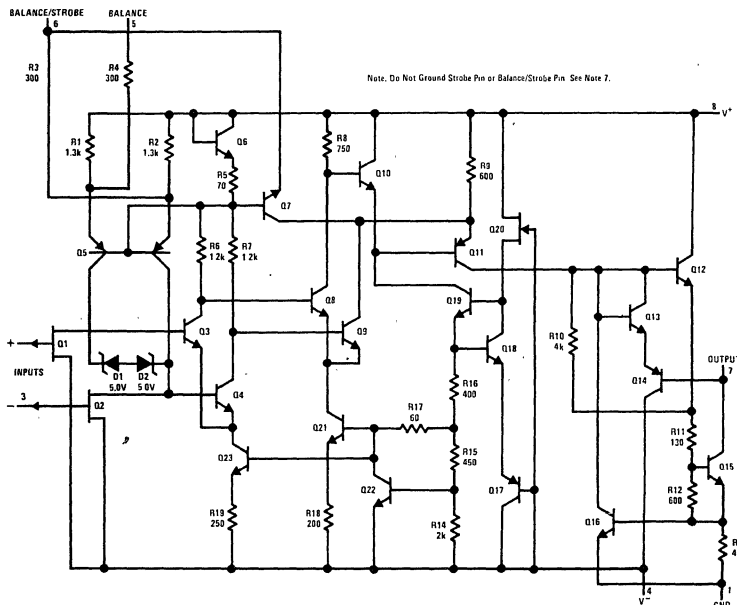 BALANCE/STROBE
6
BALANCE
5
R3
300
R4
300
Note. Do Not Ground Strobe Pin or Balance/Strobe Pin See Note 7.
8 V+
R1
1.3k
R2
1.3k
Q6
R5
70
R8
750
Q10
R9
600
Q7
Q20
Q5
R6
1 2k
R7
1 2k
Q11
Q12
Q3
Q8
Q19
Q13
+
Q1
Q9
Q18
R10
4k
OUTPUT
7
INPUTS
D1
5.0V
D2
5 0V
Q14
R16
400
3
-
Q2
Q4
R17
60
R11
130
Q21
R15
450
Q15
Q23
Q22
Q17
R12
600
R19
250
R18
200
R14
2k
Q16
R
4
4
V-
1
GND